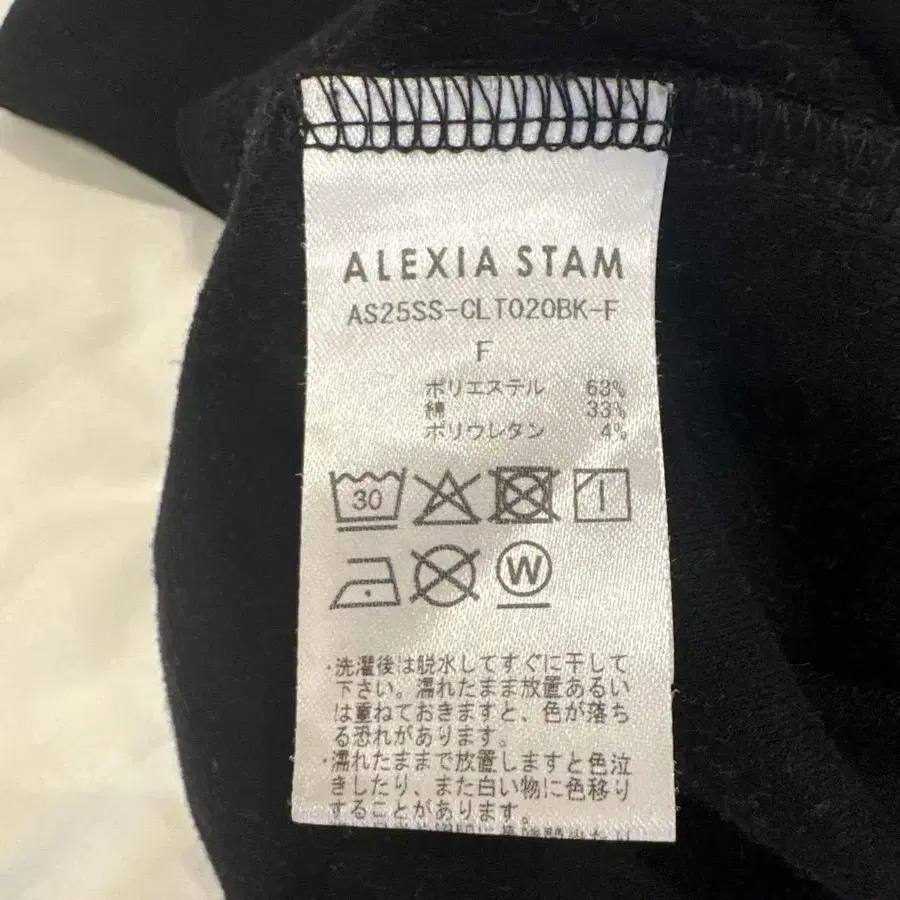 ALEXIA STAM
AS25SS-CLT020BK-F
F
ポリエステル 63%
綿 33%
ポリウレタン 4%
30
W
・洗濯後は脱水してすぐに干して
下さい。濡れたまま放置あるい
は重ねておきますと、色が落ち
る恐れがあります。
・濡れたままで放置しますと色泣
きしたり、また白い物に色移り
することがあります。